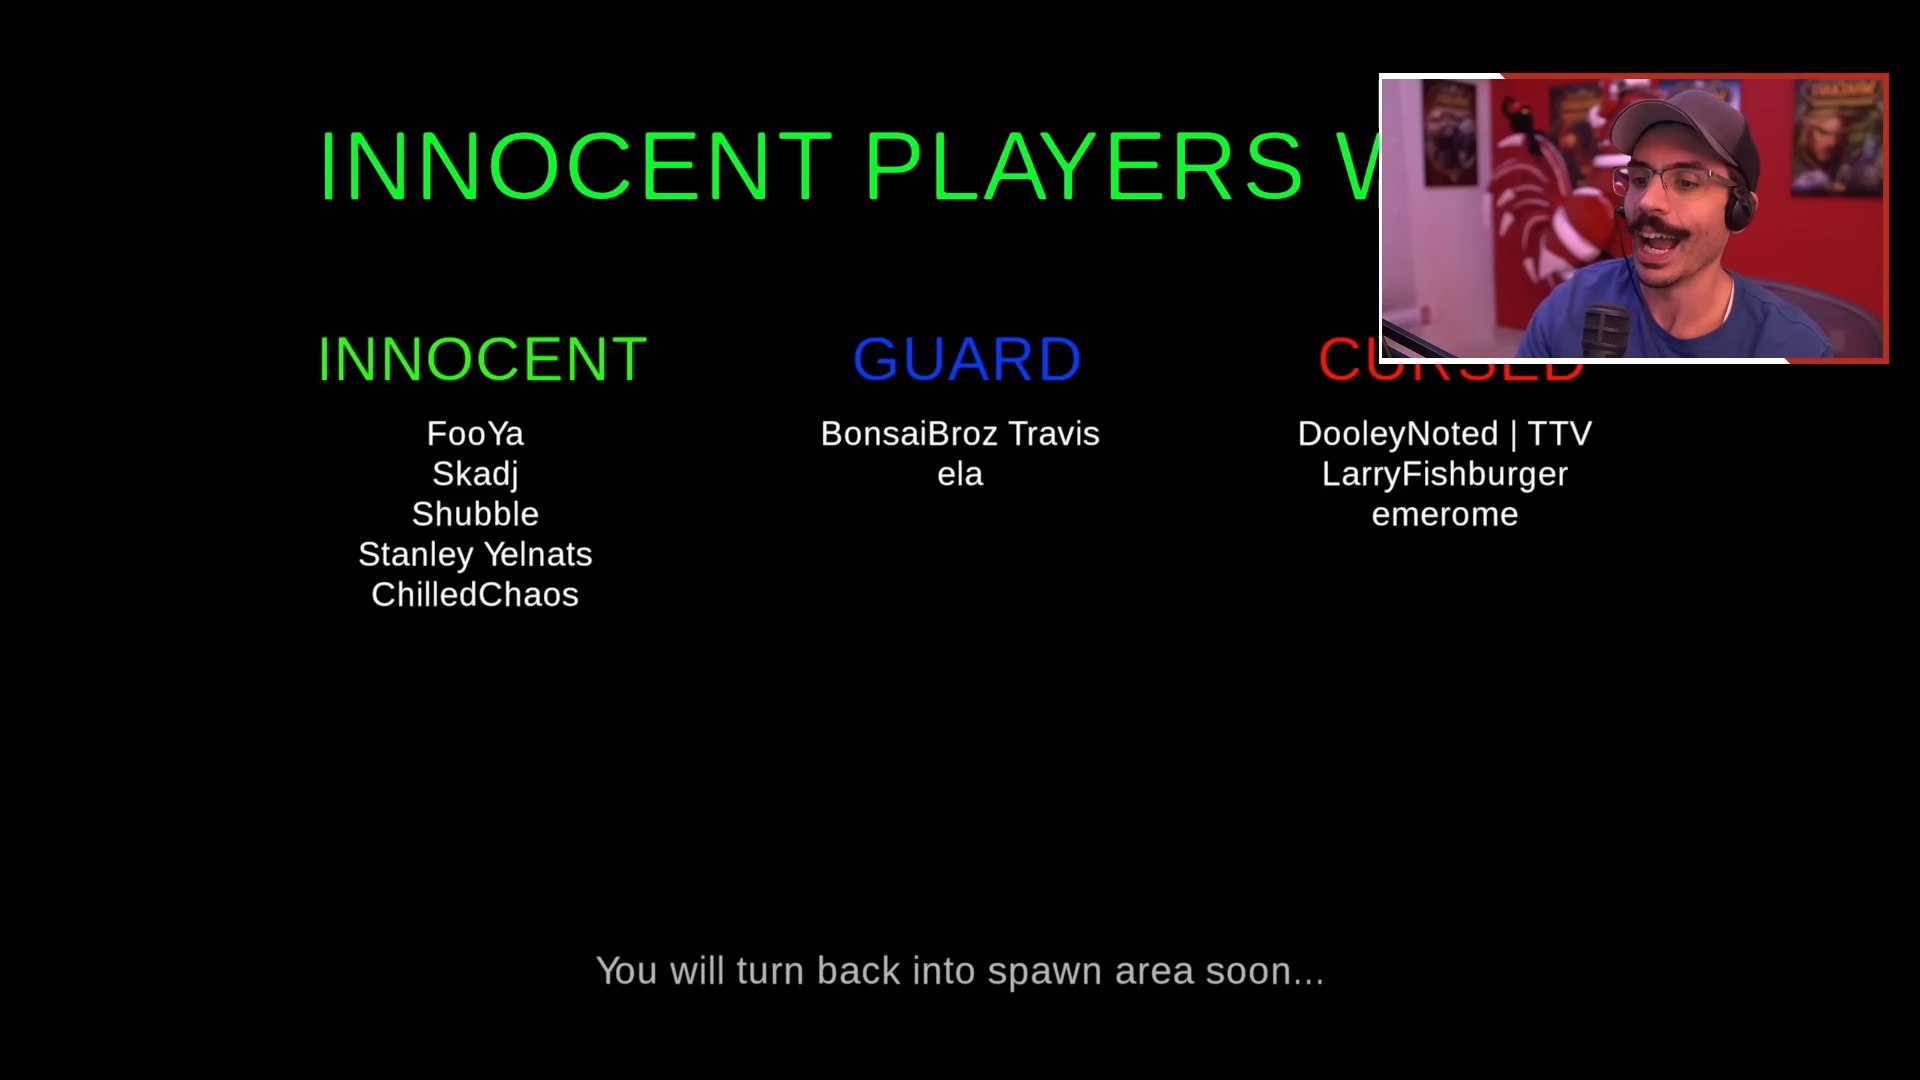 INNOCENT PLAYERS
INNOCENT
FooYa
Skadj
Shubble
Stanley Yelnats
ChilledChaos
GUARD
BonsaiBroz Travis
ela
CURSED
DooleyNoted | TTV
LarryFishburger
emerome
You will turn back into spawn area soon...